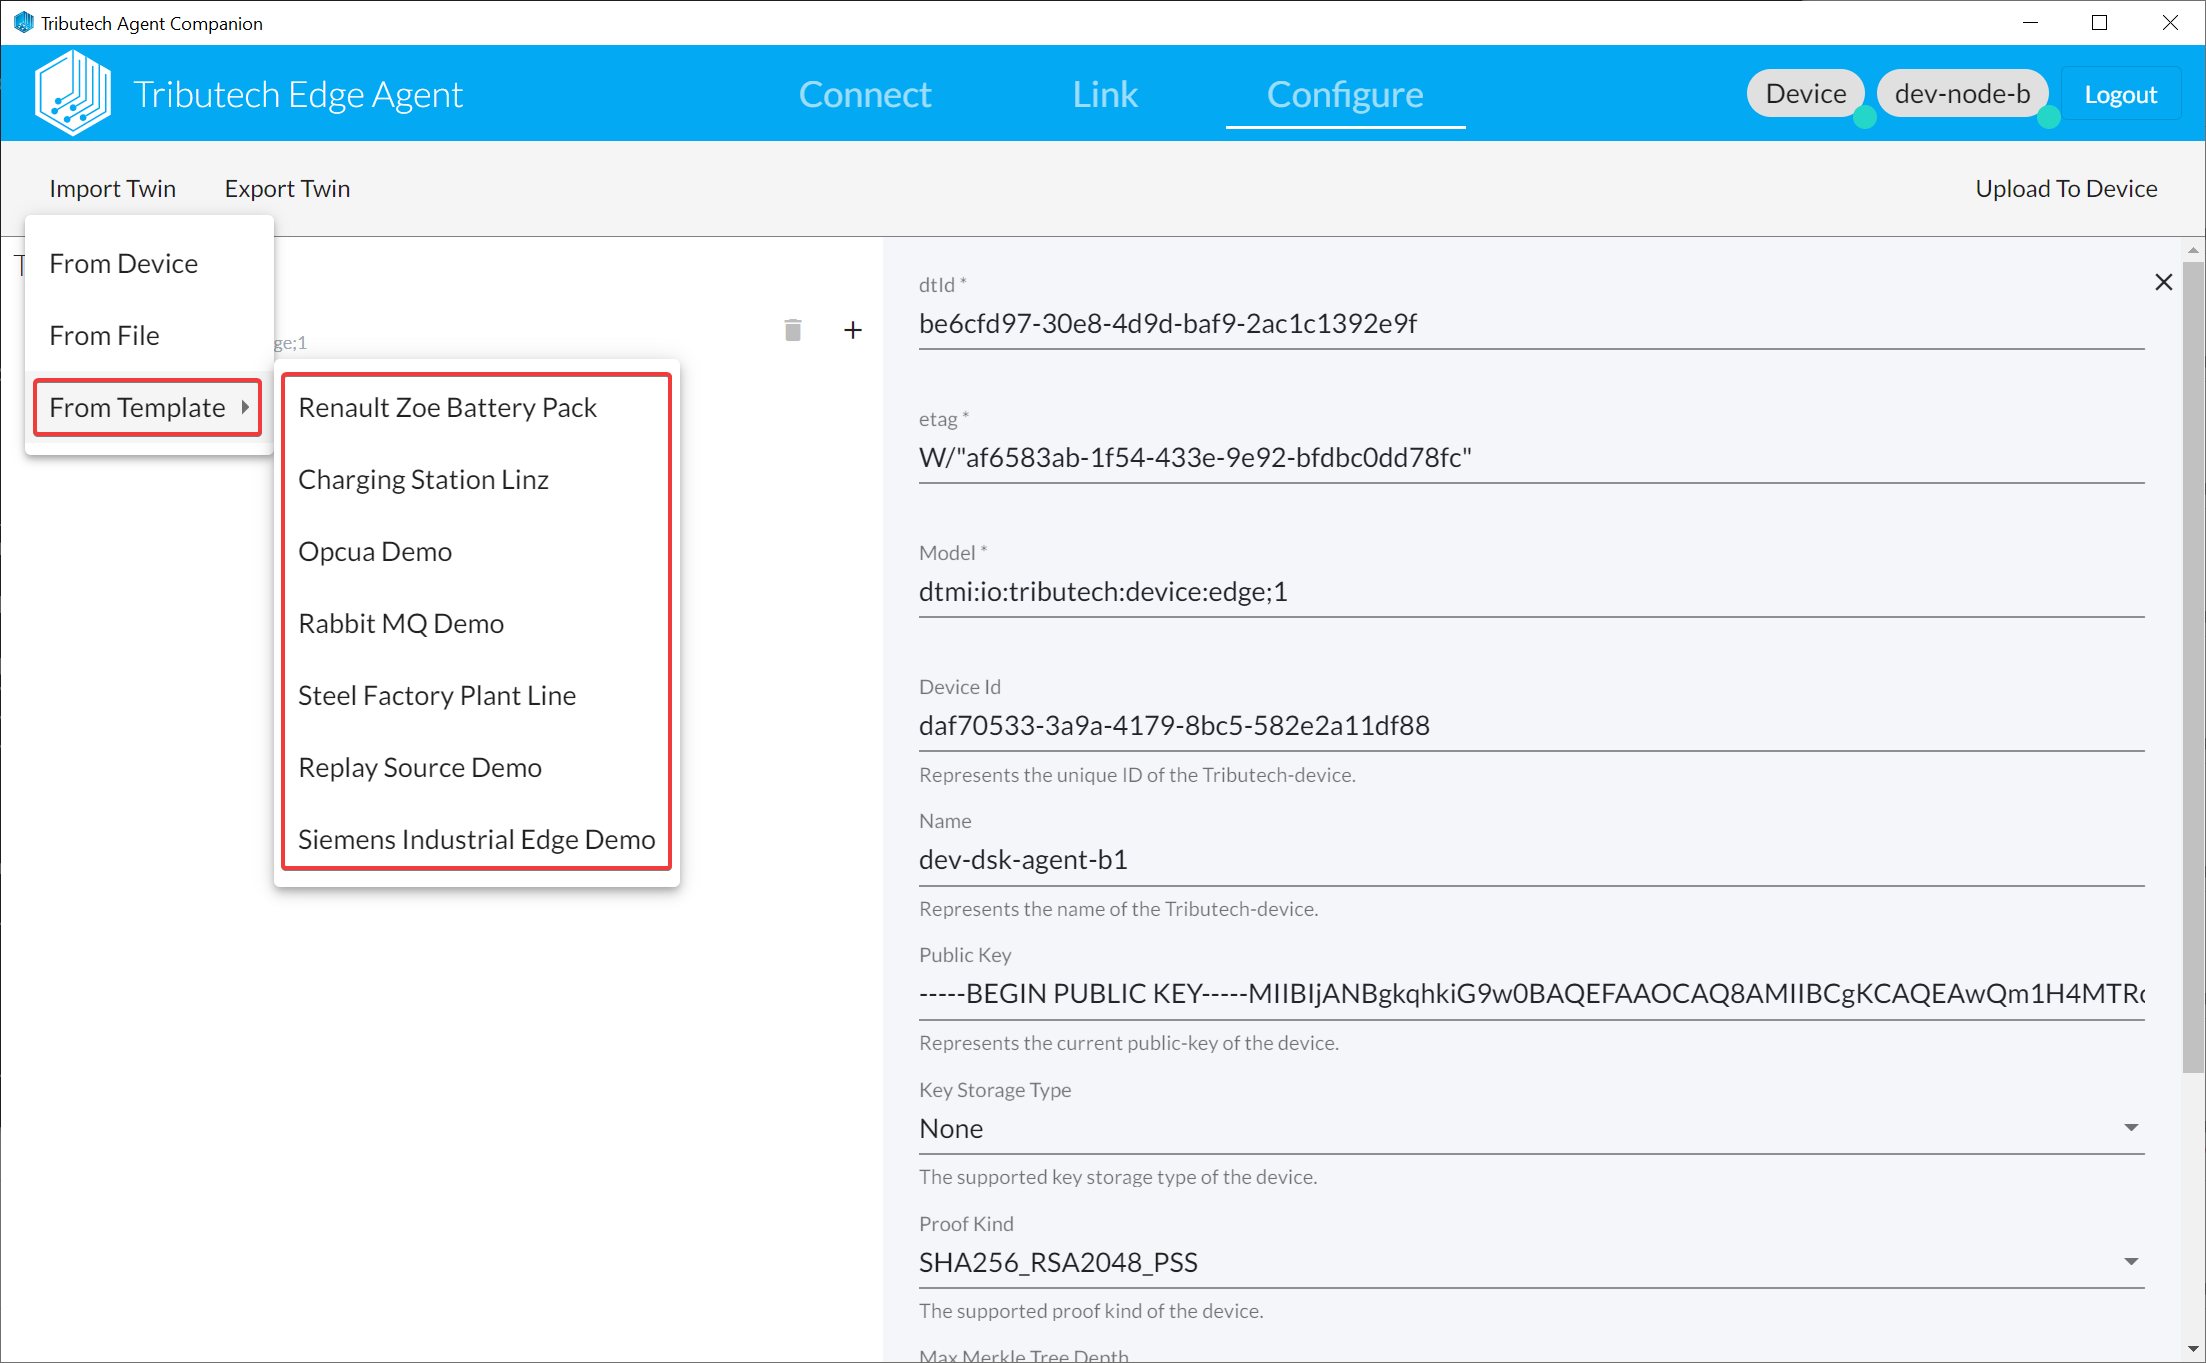 Tributech Agent Companion
Tributech Edge Agent
Connect
Link
Configure
Device
dev-node-b
Logout
Import Twin
Export Twin
Upload To Device
From Device
From File
ge;1
From Template
Renault Zoe Battery Pack
Charging Station Linz
Opcua Demo
Rabbit MQ Demo
Steel Factory Plant Line
Replay Source Demo
Siemens Industrial Edge Demo
dtId *
be6cfd97-30e8-4d9d-baf9-2ac1c1392e9f
etag *
W/"af6583ab-1f54-433e-9e92-bfdbc0dd78fc"
Model *
dtmi:io:tributech:device:edge;1
Device Id
daf70533-3a9a-4179-8bc5-582e2a11df88
Represents the unique ID of the Tributech-device.
Name
dev-dsk-agent-b1
Represents the name of the Tributech-device.
Public Key
-----BEGIN PUBLIC KEY-----MIIBIjANBgkqhkiG9w0BAQEFAAOCAQ8AMIIBCgKCAQEAwQm1H4MTR
Represents the current public-key of the device.
Key Storage Type
None
The supported key storage type of the device.
Proof Kind
SHA256_RSA2048_PSS
The supported proof kind of the device.
Max Merkle Tree Depth